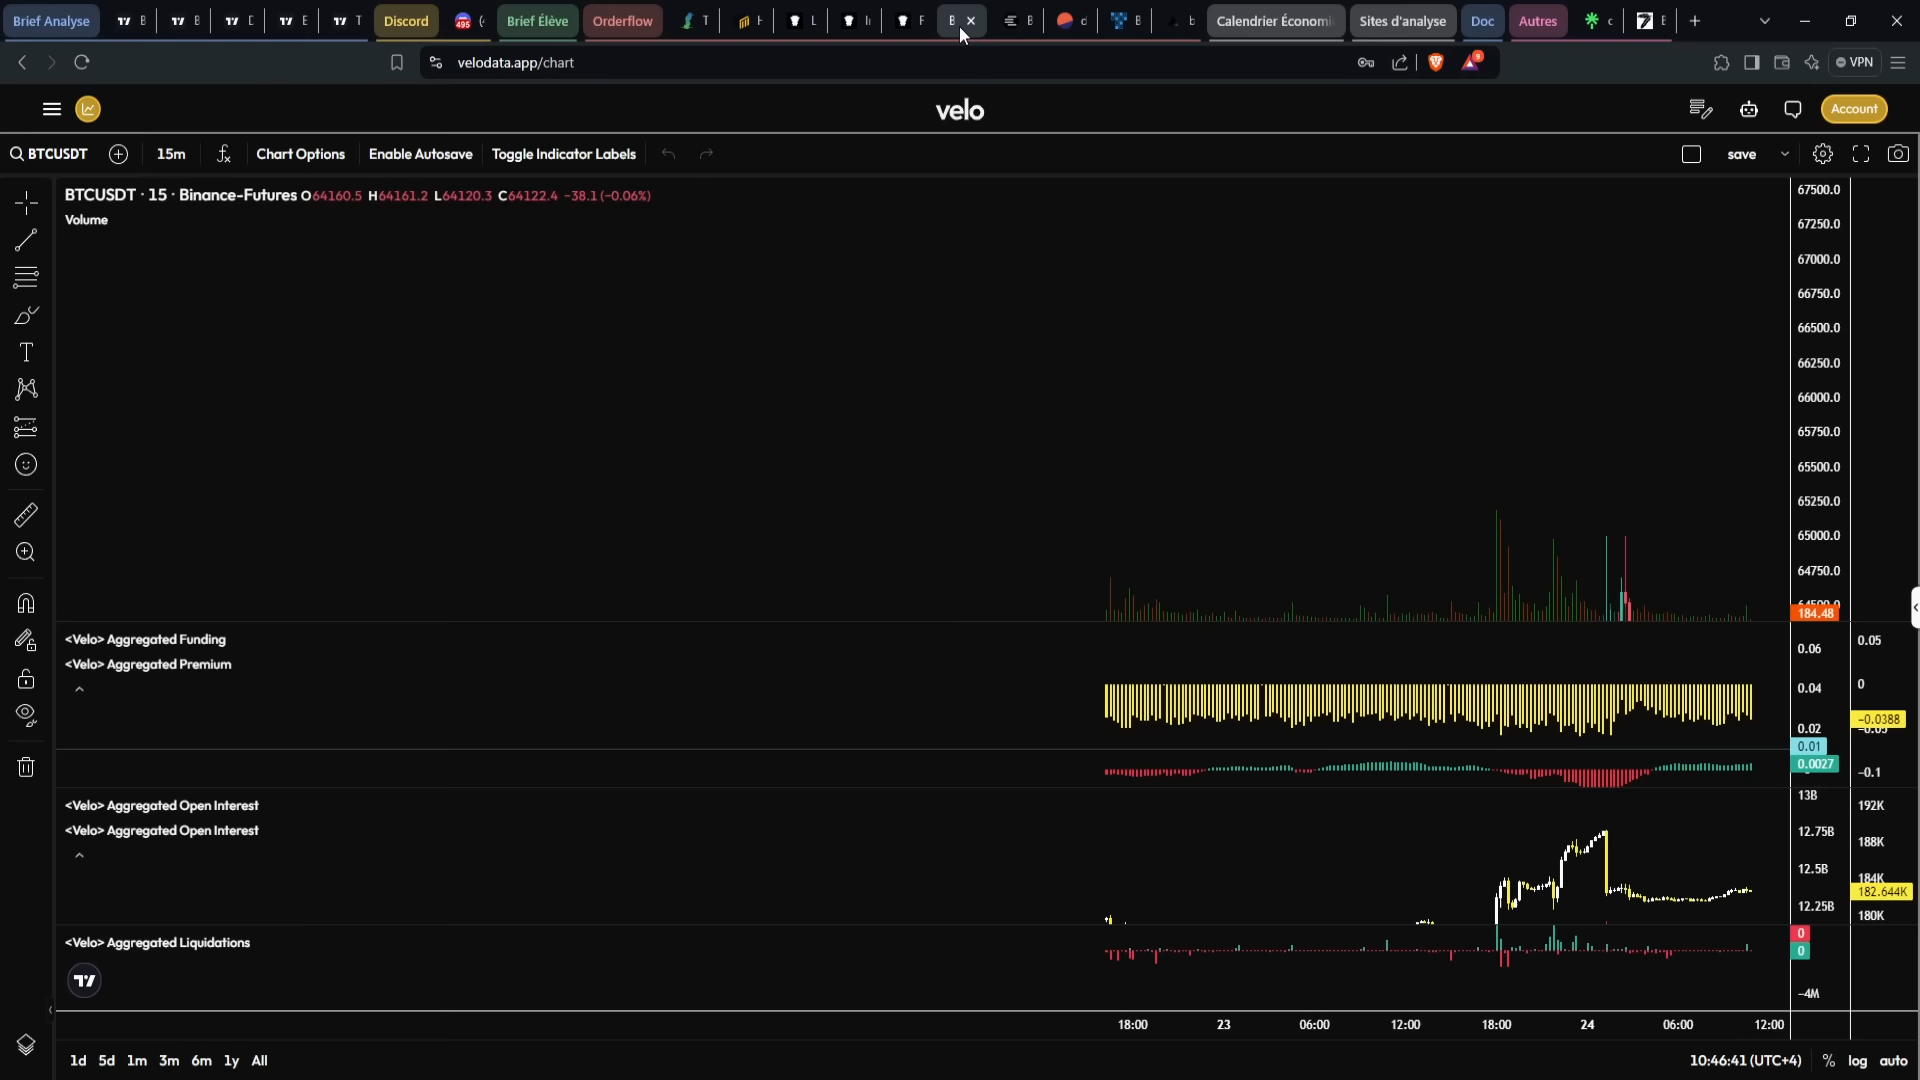 Brief Analyse B B D E T Discord 495 ( Brief Élève Orderflow T H L I F B B d B b Calendrier Économi Sites d'analyse Doc Autres c E
velodata.app/chart 9 VPN
velo Account
BTCUSDT 15m Chart Options Enable Autosave Toggle Indicator Labels save
BTCUSDT · 15 · Binance-Futures O64160.5 H64161.2 L64120.3 C64122.4 −38.1 (−0.06%)
Volume
67500.0
67250.0
67000.0
66750.0
66500.0
66250.0
66000.0
65750.0
65500.0
65250.0
65000.0
64750.0
184.48
<Velo> Aggregated Funding
<Velo> Aggregated Premium
0.06
0.04
0.02
0.01
0.0027
0.05
0
−0.0388
−0.05
−0.1
<Velo> Aggregated Open Interest
<Velo> Aggregated Open Interest
13B
12.75B
12.5B
12.25B
192K
188K
184K
182.644K
180K
<Velo> Aggregated Liquidations
0
0
−4M
18:00 23 06:00 12:00 18:00 24 06:00 12:00
1d 5d 1m 3m 6m 1y All 10:46:41 (UTC+4) % log auto